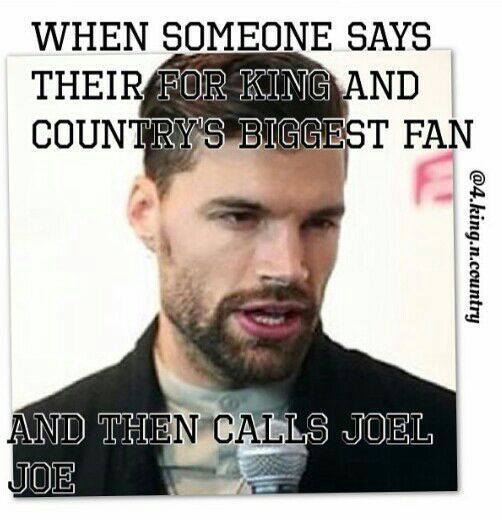 WHEN SOMEONE SAYS
THEIR FOR KING AND
COUNTRY'S BIGGEST FAN
@4.king.n.country
AND THEN CALLS JOEL
JOE